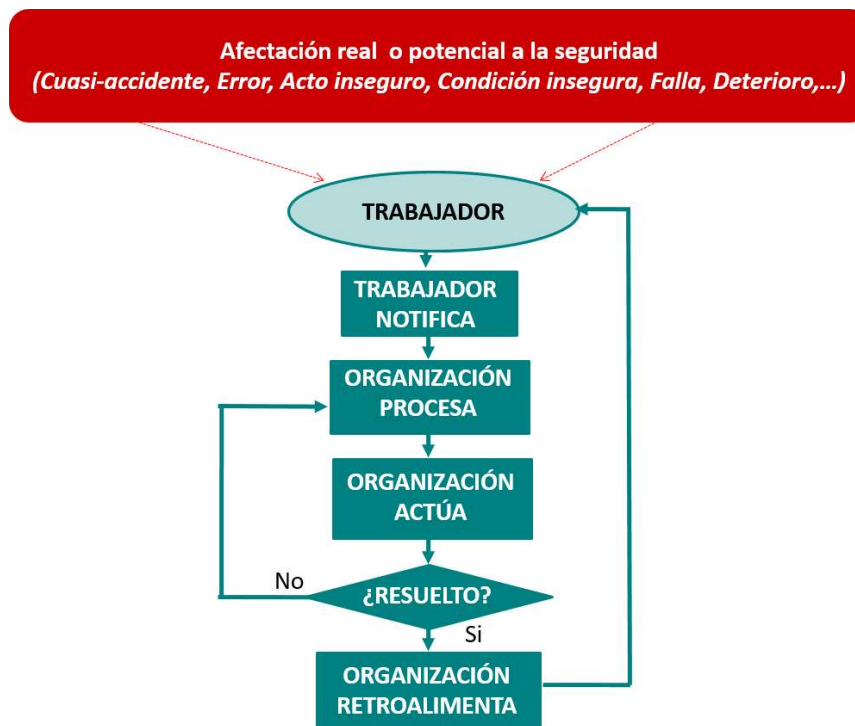 Afectación real o potencial a la seguridad
(Cuasi-accidente, Error, Acto inseguro, Condición insegura, Falla, Deterioro,...)
TRABAJADOR
TRABAJADOR
NOTIFICA
ORGANIZACIÓN
PROCESA
ORGANIZACIÓN
ACTÚA
No
¿RESUELTO?
Si
ORGANIZACIÓN
RETROALIMENTA